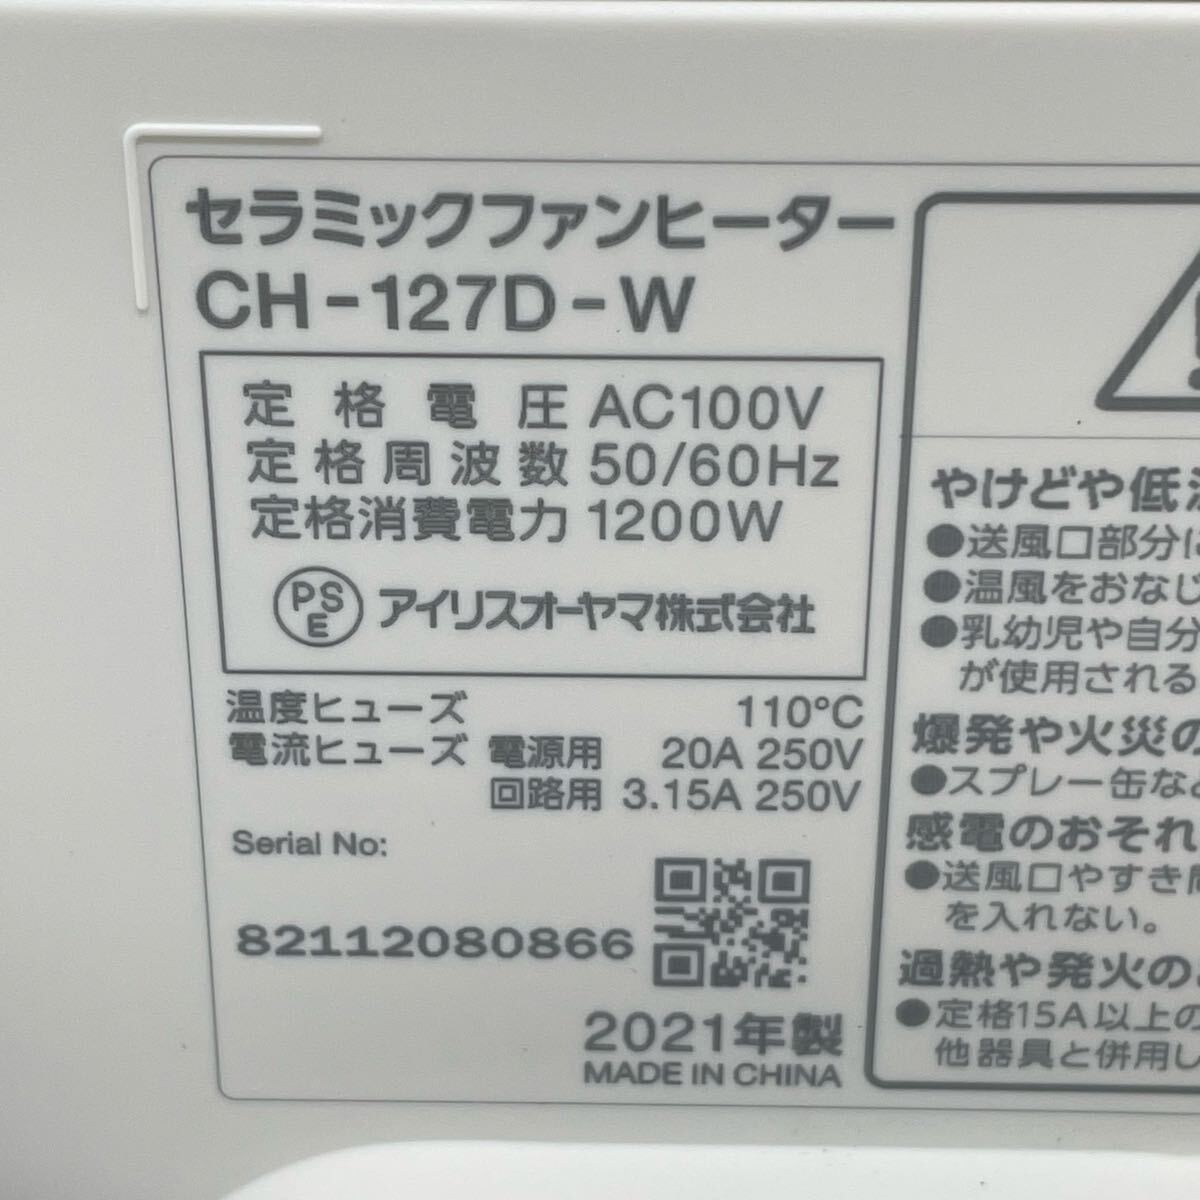 セラミックファンヒーター
CH-127D-W
定格電圧 AC100V
定格周波数 50/60Hz
定格消費電力 1200W
PSE アイリスオーヤマ株式会社
温度ヒューズ 110°C
電流ヒューズ 電源用 20A 250V
回路用 3.15A 250V
Serial No:
82112080866
2021年製
MADE IN CHINA
やけどや低
●送風口部分に
●温風をおなじ
●乳幼児や自分
が使用される
爆発や火災の
●スプレー缶など
感電のおそれ
●送風口やすき間
を入れない。
過熱や発火の
●定格15A以上の
他器具と併用し